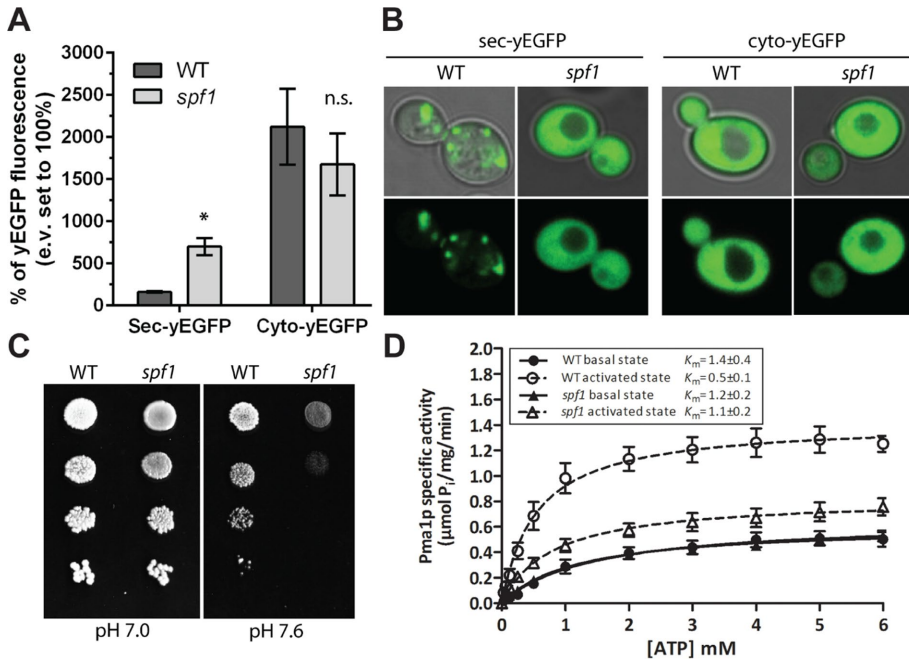 A
% of yEGFP fluorescence
(e.v. set to 100%)
3000
2500
2000
1500
1000
500
250
0
WT
spf1
*
n.s.
Sec-yEGFP Cyto-yEGFP
B
sec-yEGFP cyto-yEGFP
WT spf1 WT spf1
C
WT spf1 WT spf1
pH 7.0 pH 7.6
D
Pma1p specific activity
(μmol Pi/mg/min)
2.0
1.8
1.6
1.4
1.2
1.0
0.8
0.6
0.4
0.2
0.0
WT basal state Km= 1.4±0.4
WT activated state Km= 0.5±0.1
spf1 basal state Km= 1.2±0.2
spf1 activated state Km= 1.1±0.2
0 1 2 3 4 5 6
[ATP] mM